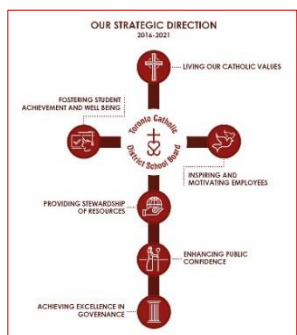 OUR STRATEGIC DIRECTION
2016-2021
LIVING OUR CATHOLIC VALUES
FOSTERING STUDENT
ACHIEVEMENT AND WELL BEING
Toronto Catholic
District School Board
INSPIRING AND
MOTIVATING EMPLOYEES
PROVIDING STEWARDSHIP
OF RESOURCES
ENHANCING PUBLIC
CONFIDENCE
ACHIEVING EXCELLENCE IN
GOVERNANCE